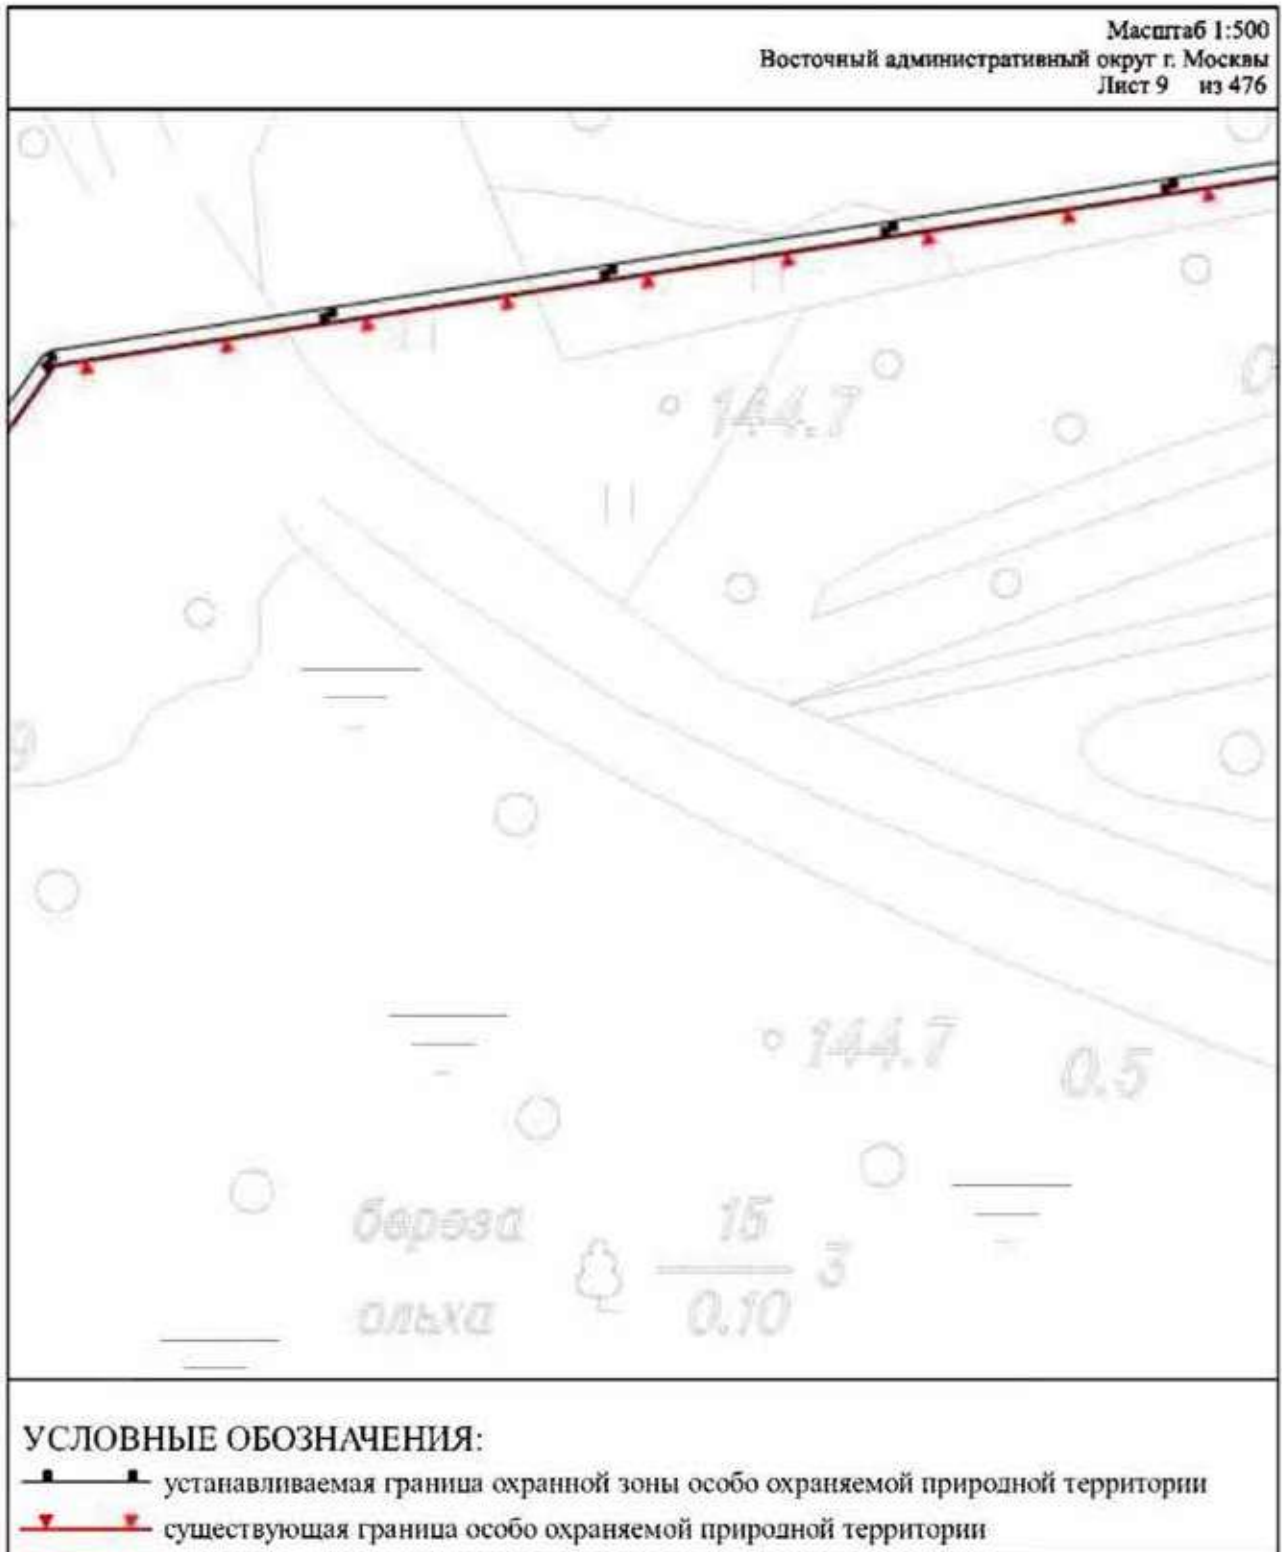 Масштаб 1:500
Восточный административный округ г. Москвы
Лист 9 из 476
144.7
144.7
0.5
береза
ольха
15
0.10
3
УСЛОВНЫЕ ОБОЗНАЧЕНИЯ:
устанавливаемая граница охранной зоны особо охраняемой природной территории
существующая граница особо охраняемой природной территории